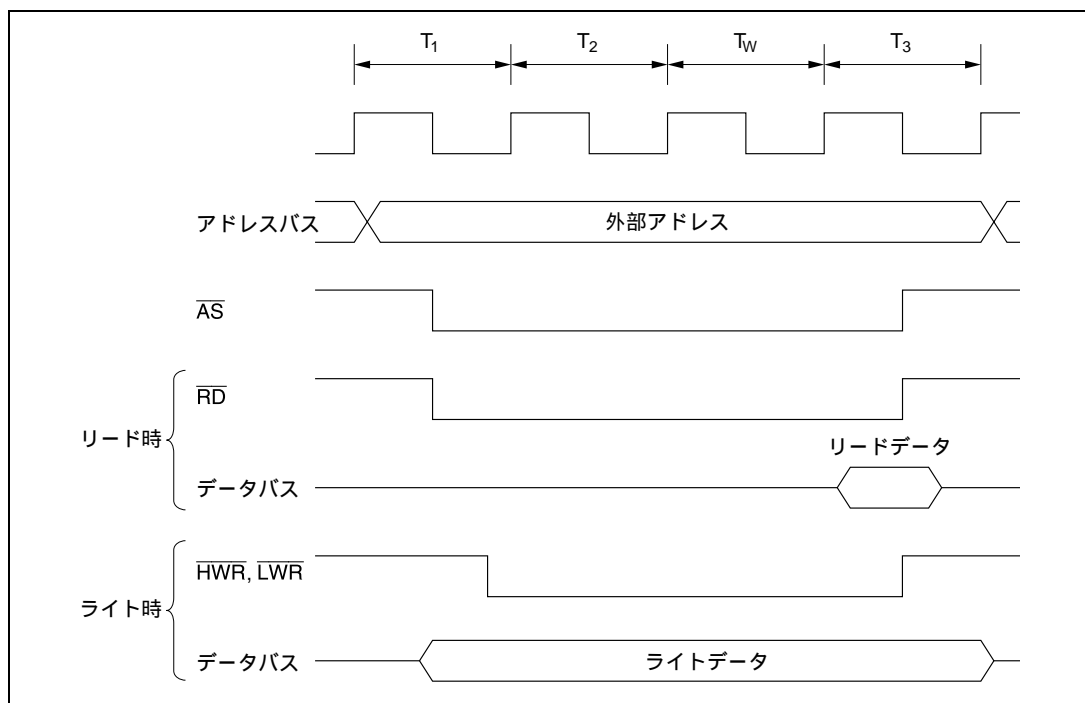 T1 T2 TW T3
アドレスバス 外部アドレス
AS
RD
リード時
リードデータ
データバス
HWR, LWR
ライト時
データバス ライトデータ